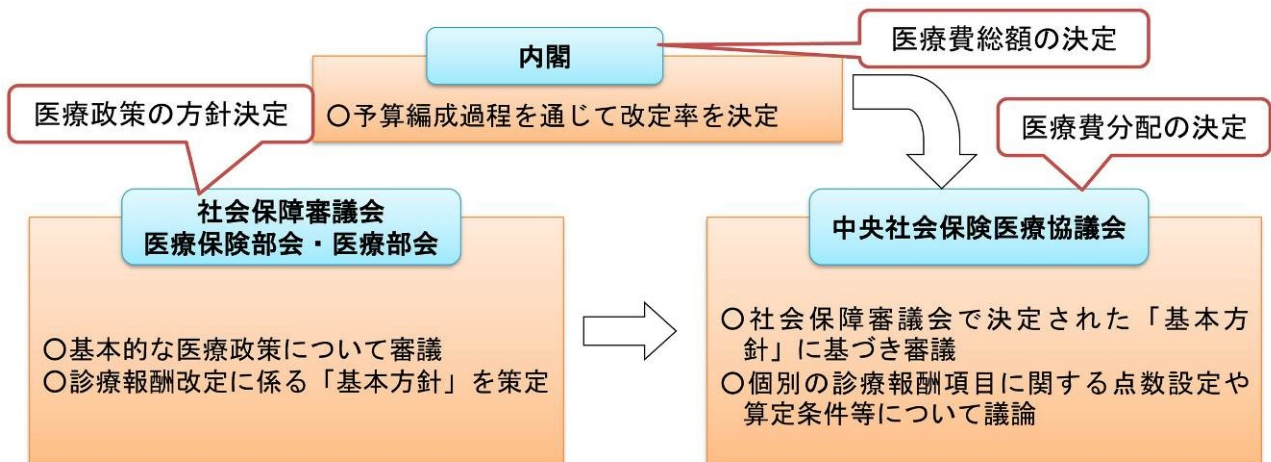 内閣
医療費総額の決定
○予算編成過程を通じて改定率を決定
医療政策の方針決定
医療費分配の決定
社会保障審議会
医療保険部会・医療部会
○基本的な医療政策について審議
○診療報酬改定に係る「基本方針」を策定
中央社会保険医療協議会
○社会保障審議会で決定された「基本方
針」に基づき審議
○個別の診療報酬項目に関する点数設定や
算定条件等について議論